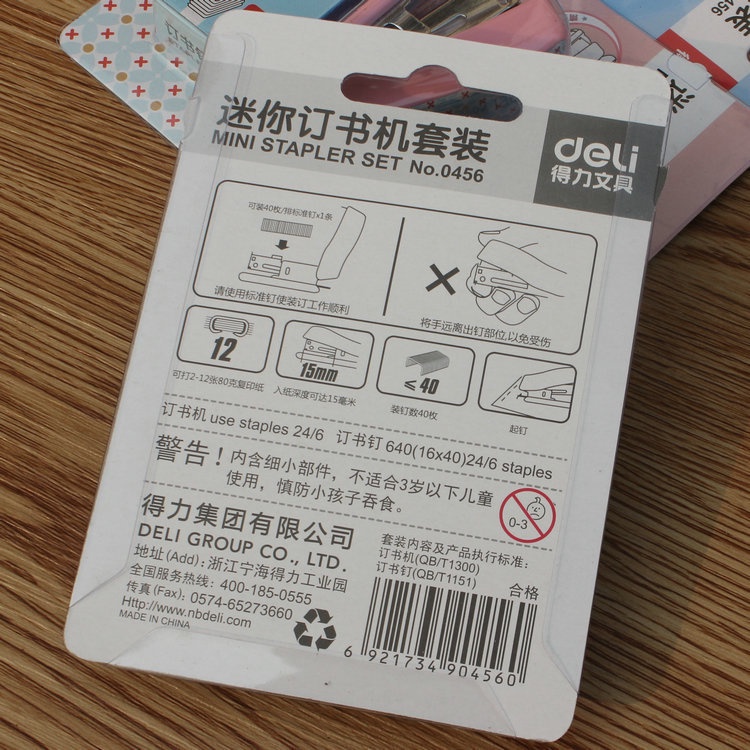 迷你订书机套装
MINI STAPLER SET No.0456
deli
得力文具
可装40枚/排标准钉x1条
请使用标准钉使装订工作顺利
将手远离出钉部位,以免受伤
12
15mm
≤40
可打2-12张80克复印纸
入纸深度可达15毫米
装钉数40枚
起钉
订书机 use staples 24/6 订书钉 640(16x40)24/6 staples
警告! 内含细小部件，不适合3岁以下儿童
使用，慎防小孩子吞食。
0-3
得力集团有限公司
DELI GROUP CO., LTD.
地址(Add): 浙江宁海得力工业园
全国服务热线: 400-185-0555
传真(Fax): 0574-65273660
Http://www.nbdeli.com
MADE IN CHINA
套装内容及产品执行标准:
订书机(QB/T1300)
订书钉(QB/T1151)
合格
6 921734 904560